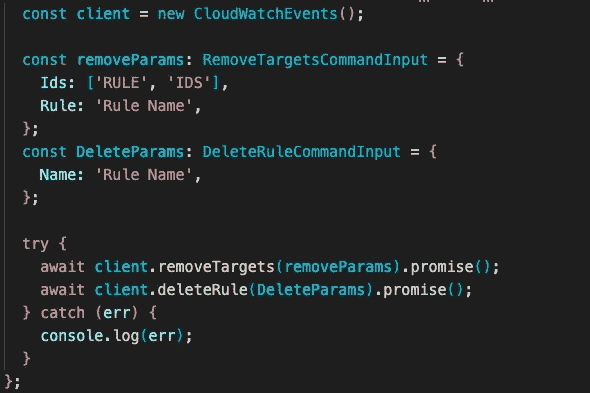 const client = new CloudWatchEvents();
const removeParams: RemoveTargetsCommandInput = {
Ids: ['RULE', 'IDS'],
Rule: 'Rule Name',
};
const DeleteParams: DeleteRuleCommandInput = {
Name: 'Rule Name',
};
try {
await client.removeTargets(removeParams).promise();
await client.deleteRule(DeleteParams).promise();
} catch (err) {
console.log(err);
}
};